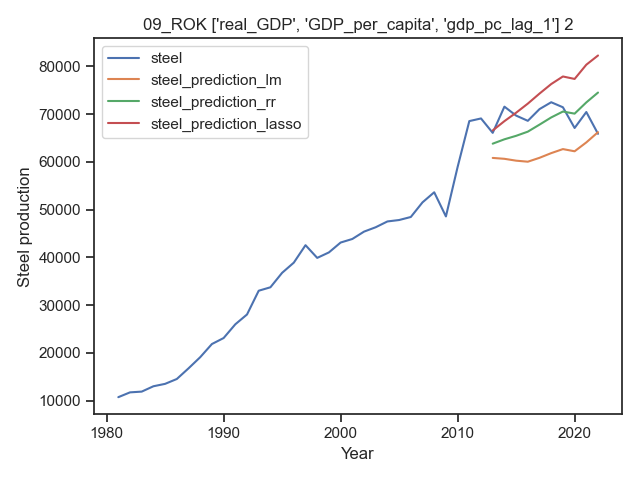 09_ROK ['real_GDP', 'GDP_per_capita', 'gdp_pc_lag_1'] 2
steel
steel_prediction_lm
steel_prediction_rr
steel_prediction_lasso
80000
70000
60000
50000
40000
30000
20000
10000
Steel production
1980
1990
2000
2010
2020
Year